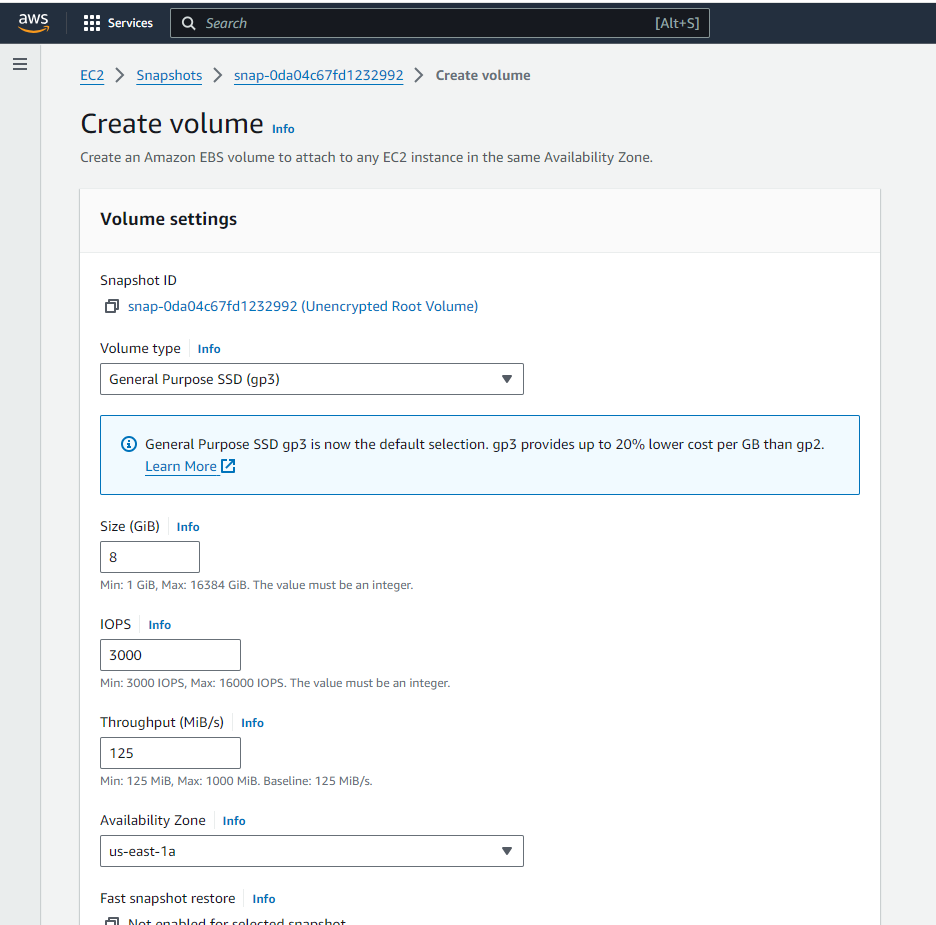 aws Services Search [Alt+S]
EC2 > Snapshots > snap-0da04c67fd1232992 > Create volume
Create volume Info
Create an Amazon EBS volume to attach to any EC2 instance in the same Availability Zone.
Volume settings
Snapshot ID
snap-0da04c67fd1232992 (Unencrypted Root Volume)
Volume type Info
General Purpose SSD (gp3)
General Purpose SSD gp3 is now the default selection. gp3 provides up to 20% lower cost per GB than gp2.
Learn More
Size (GiB) Info
8
Min: 1 GiB, Max: 16384 GiB. The value must be an integer.
IOPS Info
3000
Min: 3000 IOPS, Max: 16000 IOPS. The value must be an integer.
Throughput (MiB/s) Info
125
Min: 125 MiB, Max: 1000 MiB. Baseline: 125 MiB/s.
Availability Zone Info
us-east-1a
Fast snapshot restore Info
Not enabled for selected snapshot